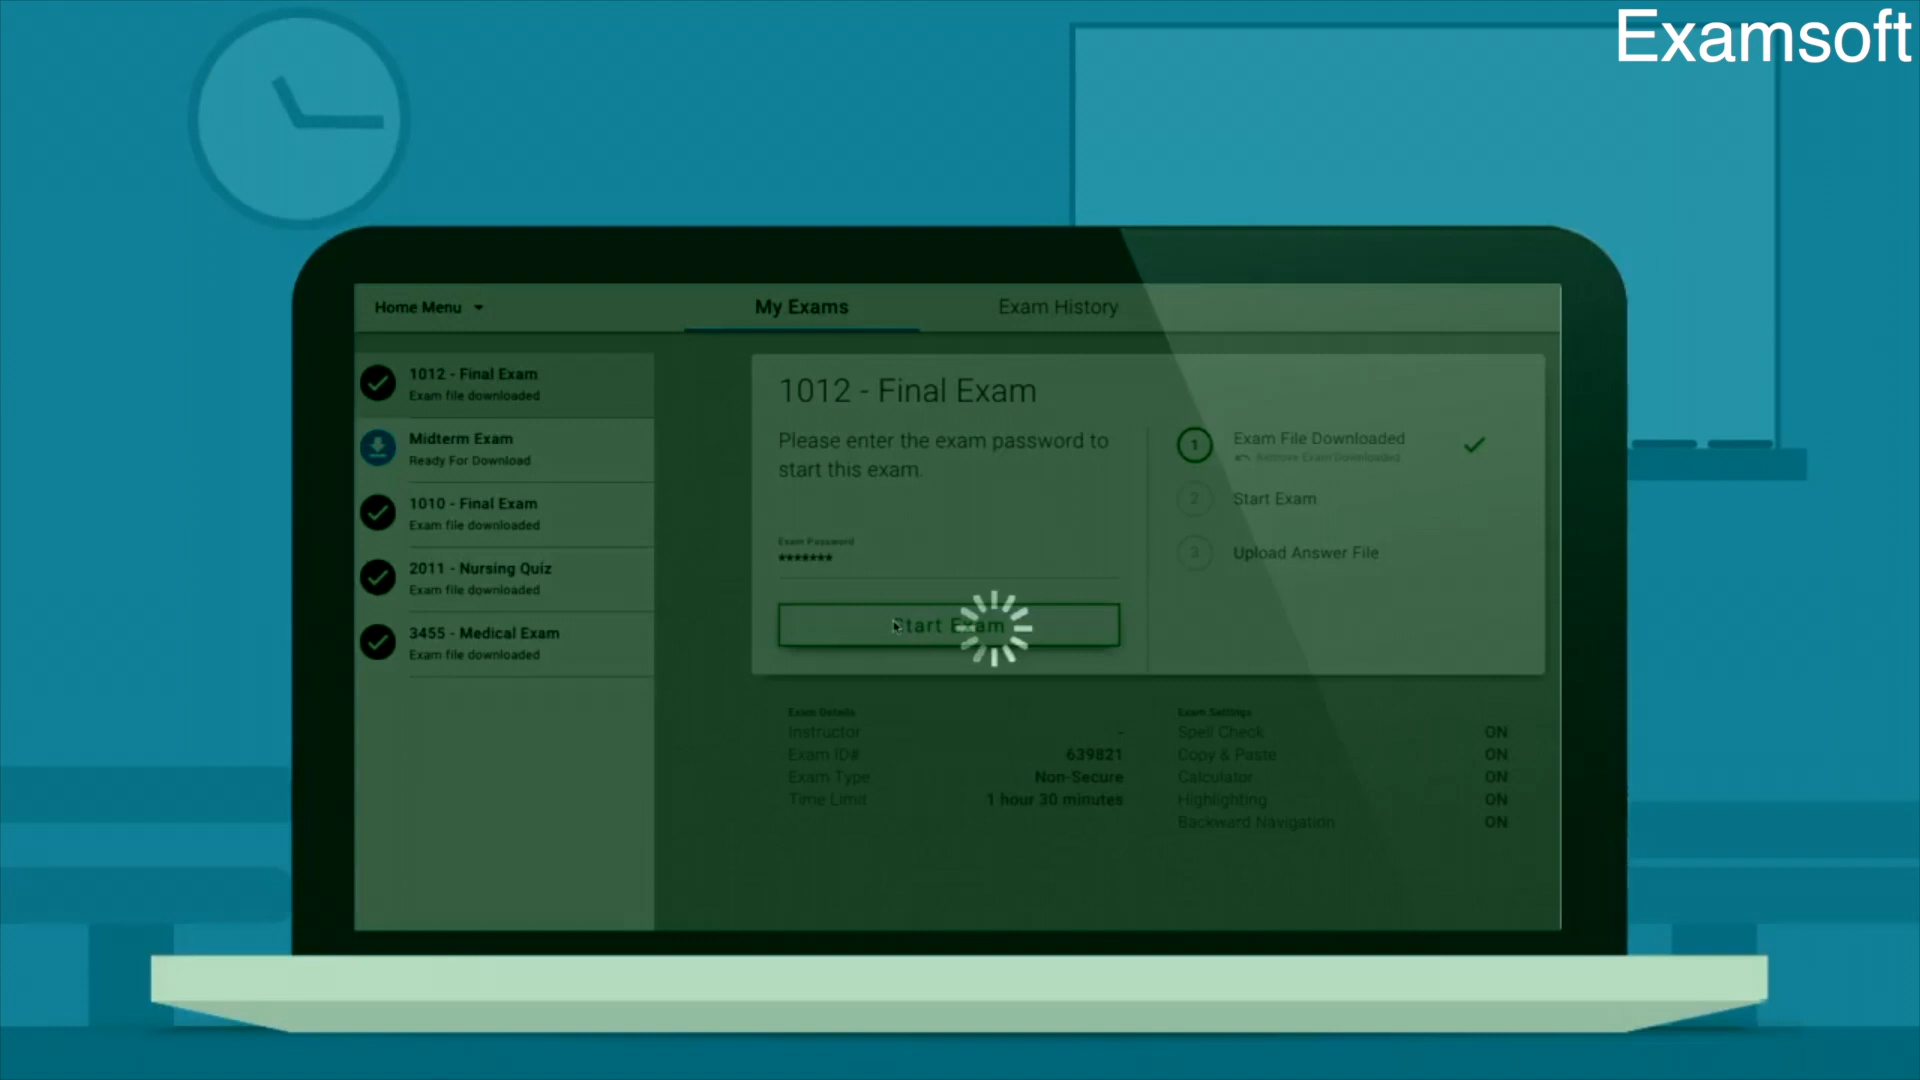 Examsoft
Home Menu
My Exams
Exam History
1012 - Final Exam
Exam file downloaded
Midterm Exam
Ready For Download
1010 - Final Exam
Exam file downloaded
2011 - Nursing Quiz
Exam file downloaded
3455 - Medical Exam
Exam file downloaded
1012 - Final Exam
Please enter the exam password to
start this exam.
Exam Password
*******
Start Exam
1 Exam File Downloaded
Remove Exam Downloaded
2 Start Exam
3 Upload Answer File
Exam Details
Instructor -
Exam ID# 639821
Exam Type Non-Secure
Time Limit 1 hour 30 minutes
Exam Settings
Spell Check ON
Copy & Paste ON
Calculator ON
Highlighting ON
Backward Navigation ON